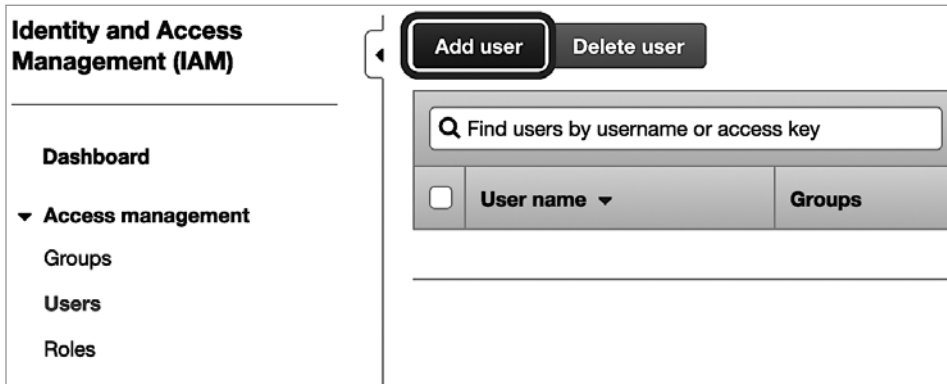 Identity and Access
Management (IAM)
Dashboard
Access management
Groups
Users
Roles
Add user
Delete user
Find users by username or access key
User name
Groups